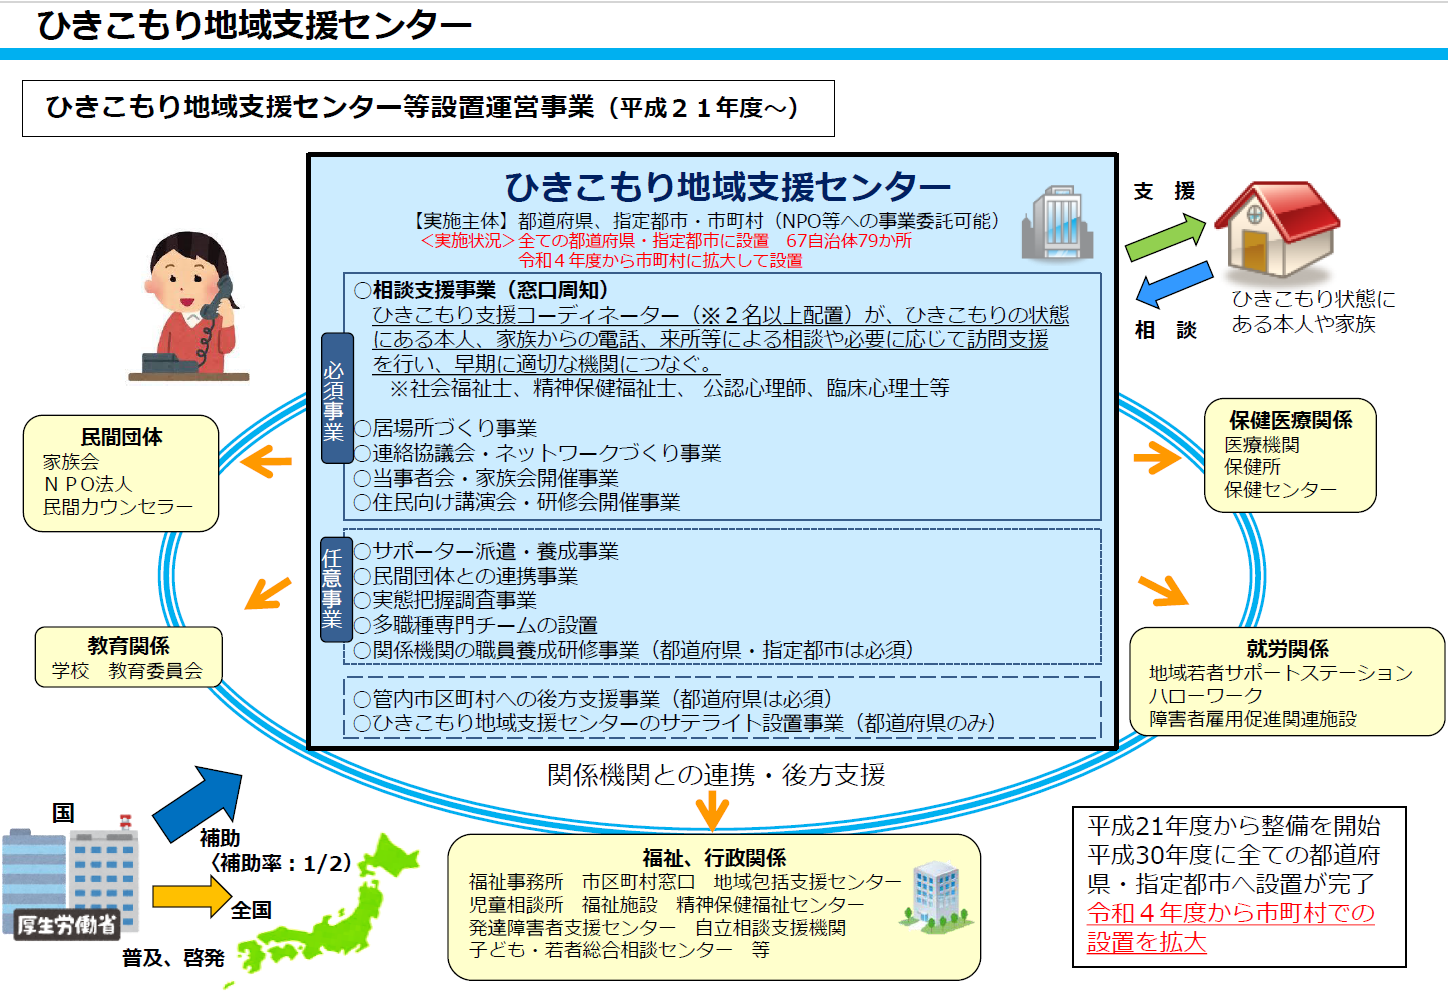 ひきこもり地域支援センター
ひきこもり地域支援センター等設置運営事業（平成２１年度～）
ひきこもり地域支援センター
【実施主体】都道府県、指定都市・市町村（NPO等への事業委託可能）
＜実施状況＞全ての都道府県・指定都市に設置　67自治体79か所
令和４年度から市町村に拡大して設置
必須事業
○相談支援事業（窓口周知）
ひきこもり支援コーディネーター（※２名以上配置）が、ひきこもりの状態
にある本人、家族からの電話、来所等による相談や必要に応じて訪問支援
を行い、早期に適切な機関につなぐ。
※社会福祉士、精神保健福祉士、 公認心理師、臨床心理士等
○居場所づくり事業
○連絡協議会・ネットワークづくり事業
○当事者会・家族会開催事業
○住民向け講演会・研修会開催事業
任意事業
○サポーター派遣・養成事業
○民間団体との連携事業
○実態把握調査事業
○多職種専門チームの設置
○関係機関の職員養成研修事業（都道府県・指定都市は必須）
○管内市区町村への後方支援事業（都道府県は必須）
○ひきこもり地域支援センターのサテライト設置事業（都道府県のみ）
支　援
相　談
ひきこもり状態に
ある本人や家族
民間団体
家族会
ＮＰＯ法人
民間カウンセラー
教育関係
学校　教育委員会
保健医療関係
医療機関
保健所
保健センター
就労関係
地域若者サポートステーション
ハローワーク
障害者雇用促進関連施設
関係機関との連携・後方支援
福祉、行政関係
福祉事務所　市区町村窓口　地域包括支援センター
児童相談所　福祉施設　精神保健福祉センター
発達障害者支援センター　自立相談支援機関
子ども・若者総合相談センター　等
国
厚生労働省
補助
〈補助率：1/2）
全国
普及、啓発
平成21年度から整備を開始
平成30年度に全ての都道府
県・指定都市へ設置が完了
令和４年度から市町村での
設置を拡大